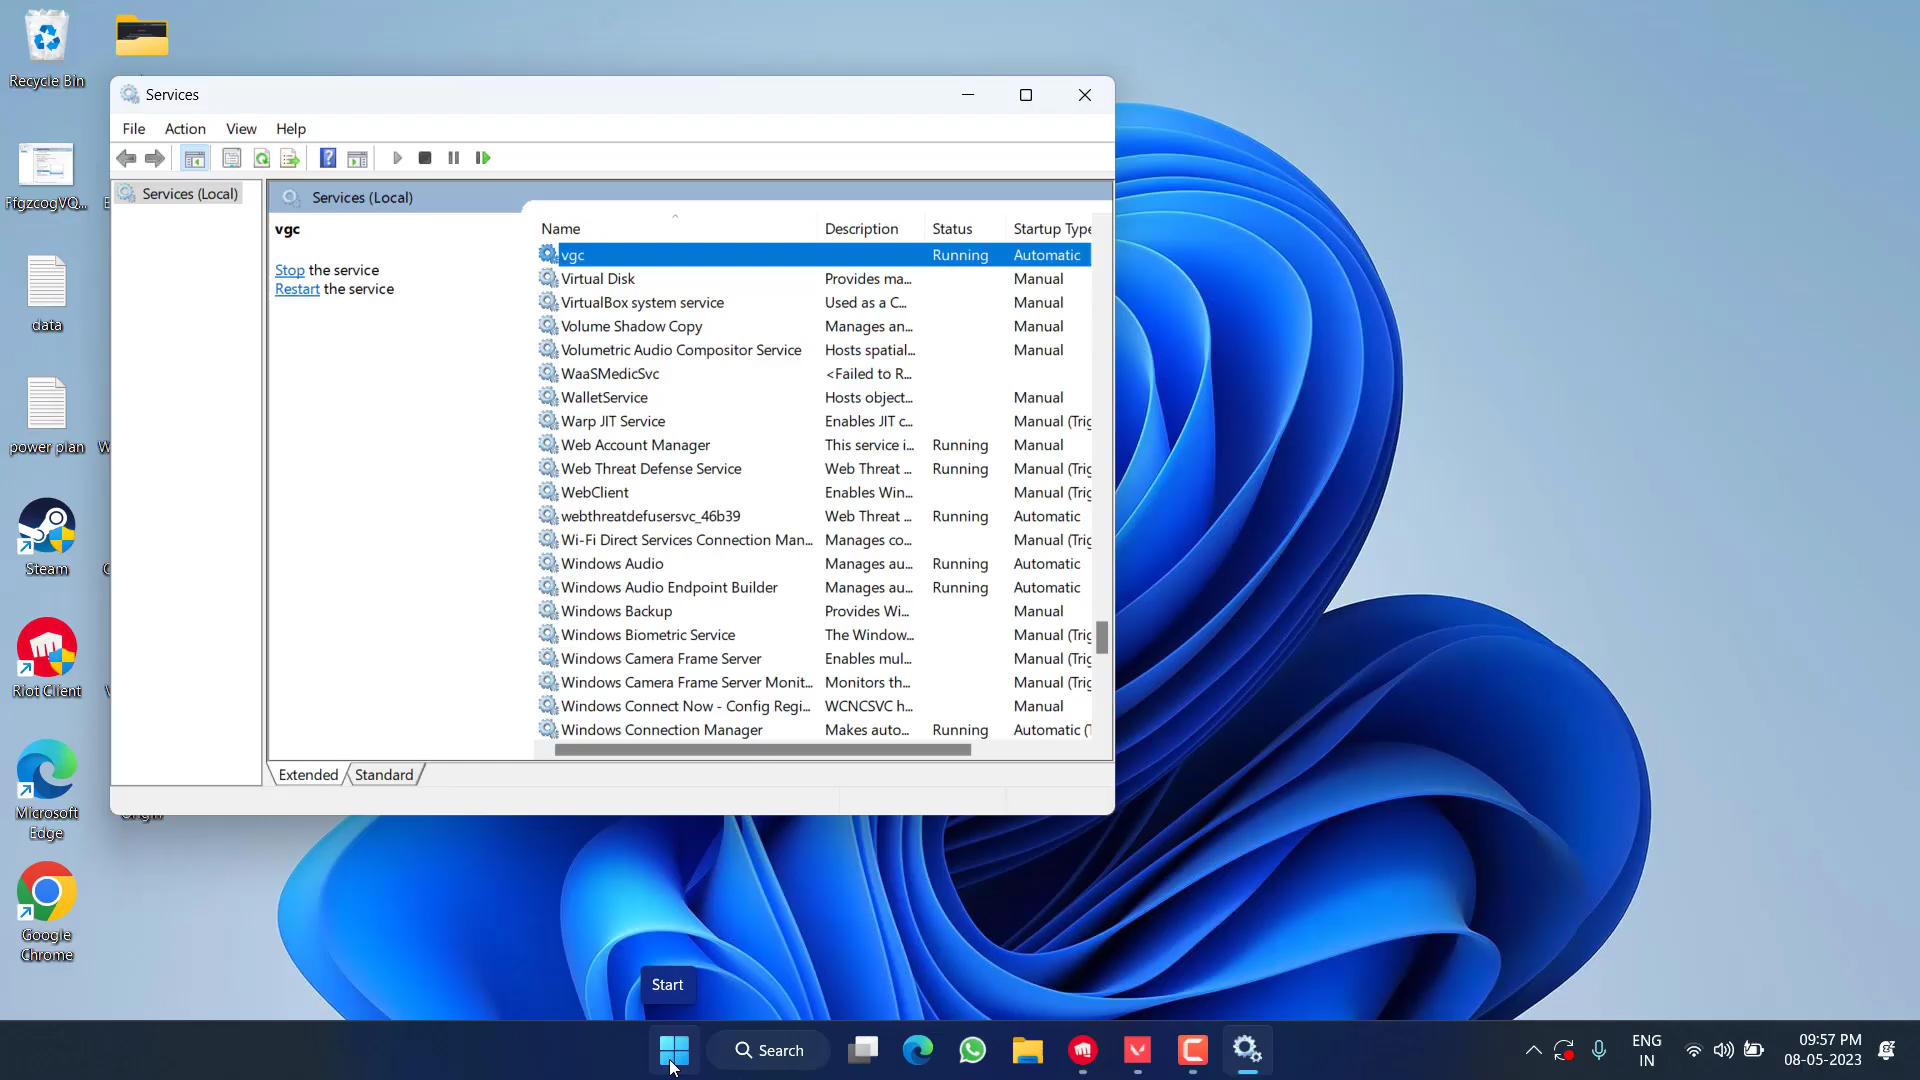 Recycle Bin
FfgzcogVQ...
data
power plan
Steam
Riot Client
Microsoft
Edge
Google
Chrome
Services
File Action View Help
Services (Local)
Services (Local)
vgc
Stop the service
Restart the service
Name Description Status Startup Type
vgc Running Automatic
Virtual Disk Provides ma... Manual
VirtualBox system service Used as a C... Manual
Volume Shadow Copy Manages an... Manual
Volumetric Audio Compositor Service Hosts spatial... Manual
WaaSMedicSvc <Failed to R...
WalletService Hosts object... Manual
Warp JIT Service Enables JIT c... Manual (Trig
Web Account Manager This service i... Running Manual
Web Threat Defense Service Web Threat ... Running Manual (Trig
WebClient Enables Win... Manual (Trig
webthreatdefusersvc_46b39 Web Threat ... Running Automatic
Wi-Fi Direct Services Connection Man... Manages co... Manual (Trig
Windows Audio Manages au... Running Automatic
Windows Audio Endpoint Builder Manages au... Running Automatic
Windows Backup Provides Wi... Manual
Windows Biometric Service The Window... Manual (Trig
Windows Camera Frame Server Enables mul... Manual (Trig
Windows Camera Frame Server Monit... Monitors th... Manual (Trig
Windows Connect Now - Config Regi... WCNCSVC h... Manual
Windows Connection Manager Makes auto... Running Automatic (T
Extended Standard
Start
Search
ENG
IN
09:57 PM
08-05-2023